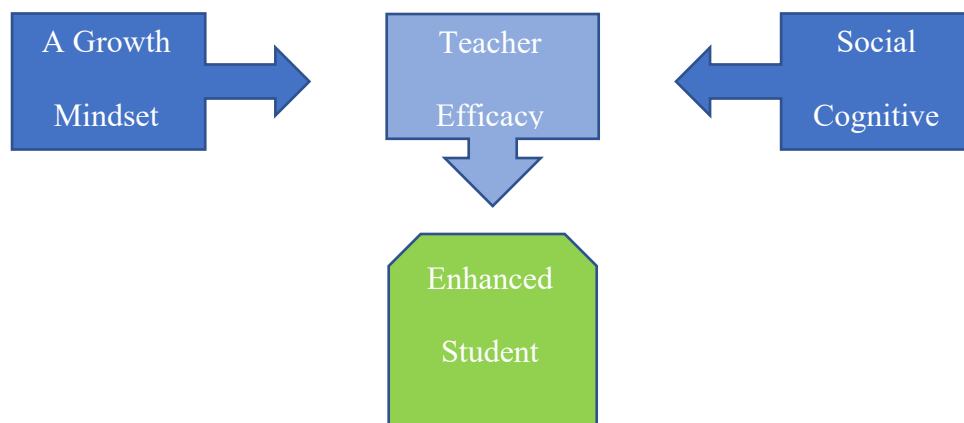 A Growth
Mindset
Teacher
Efficacy
Social
Cognitive
Enhanced
Student